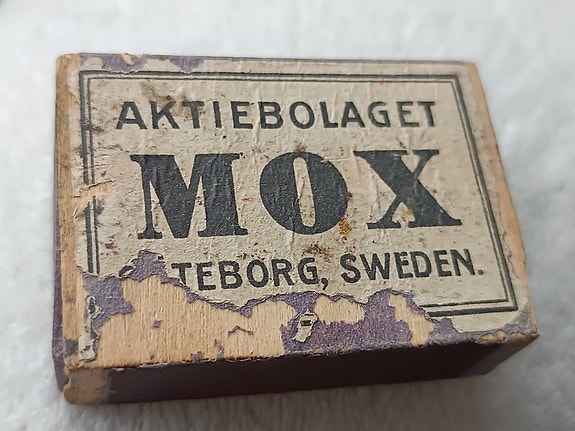 AKTIEBOLAGET
MOX
TEBORG, SWEDEN.